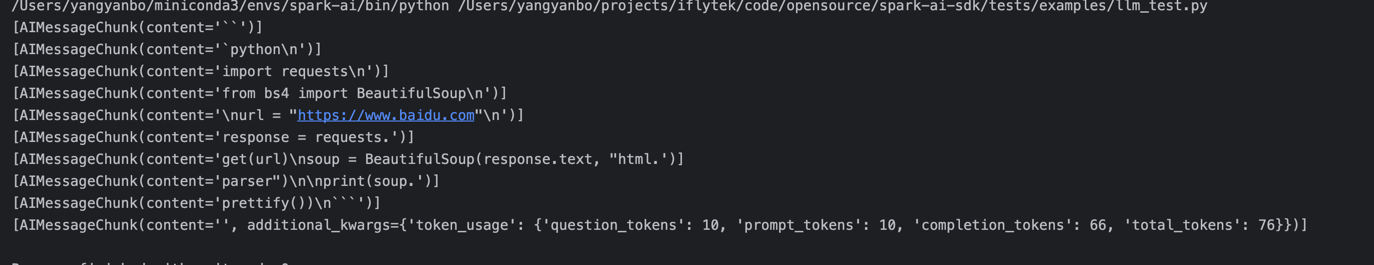 /Users/yangyanbo/miniconda3/envs/spark-ai/bin/python /Users/yangyanbo/projects/iflytek/code/opensource/spark-ai-sdk/tests/examples/llm_test.py
[AIMessageChunk(content='``')]
[AIMessageChunk(content='`python\n')]
[AIMessageChunk(content='import requests\n')]
[AIMessageChunk(content='from bs4 import BeautifulSoup\n')]
[AIMessageChunk(content='\nurl = "https://www.baidu.com"\n')]
[AIMessageChunk(content='response = requests.')]
[AIMessageChunk(content='get(url)\nsoup = BeautifulSoup(response.text, "html.')]
[AIMessageChunk(content='parser")\n\nprint(soup.')]
[AIMessageChunk(content='prettify())\n```')]
[AIMessageChunk(content='', additional_kwargs={'token_usage': {'question_tokens': 10, 'prompt_tokens': 10, 'completion_tokens': 66, 'total_tokens': 76}})]